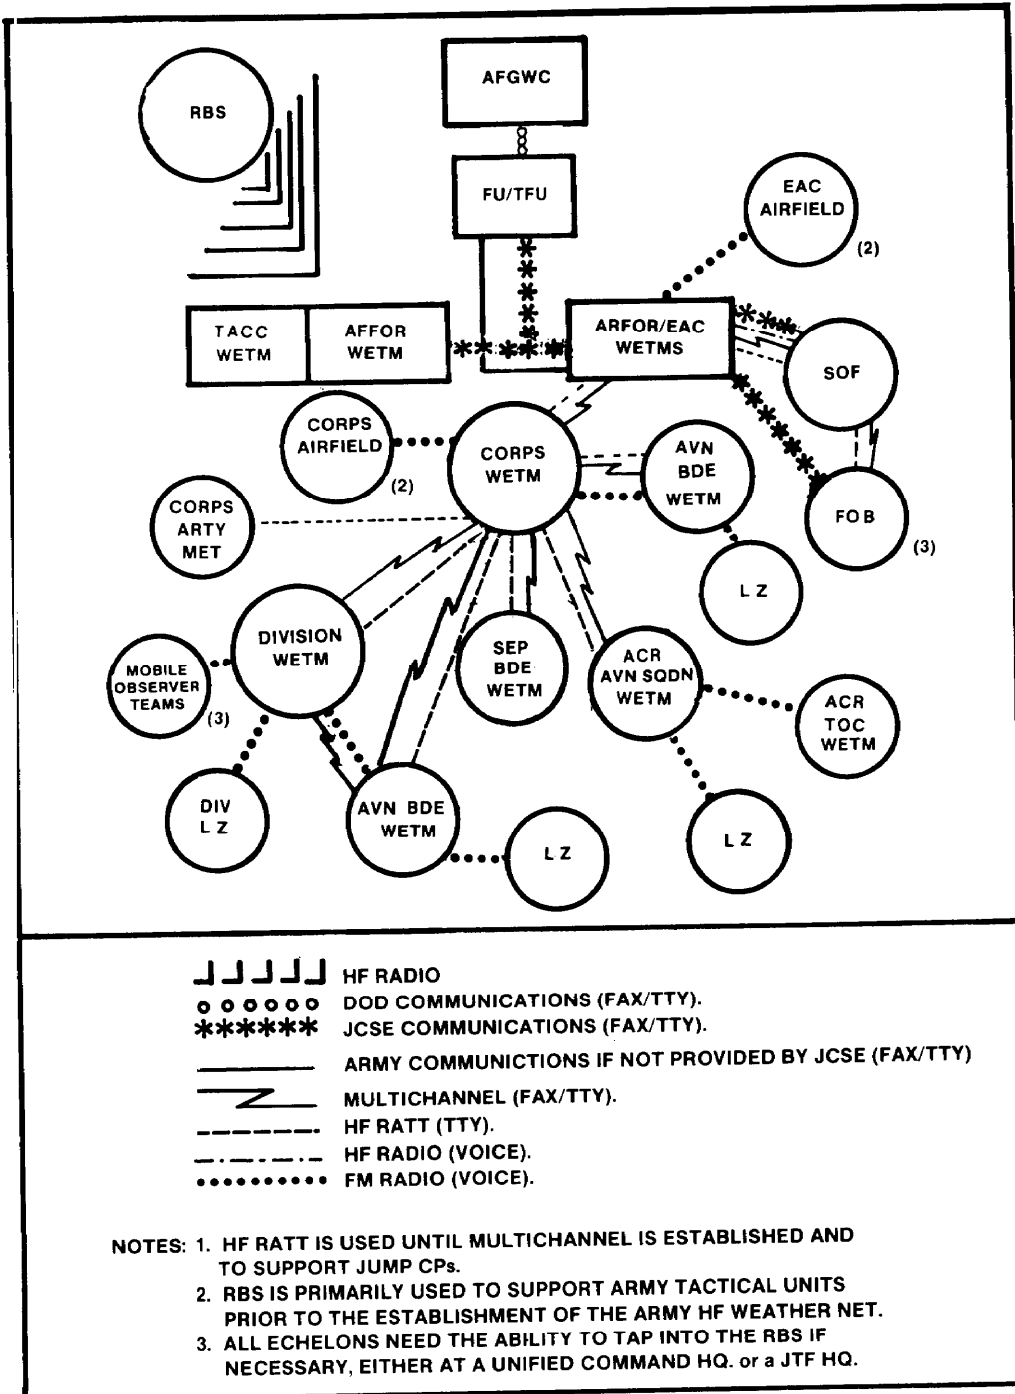 RBS
AFGWC
FU/TFU
EAC
AIRFIELD
(2)
TACC
WETM
AFFOR
WETM
ARFOR/EAC
WETMS
SOF
CORPS
AIRFIELD
(2)
CORPS
WETM
AVN
BDE
WETM
FOB
(3)
CORPS
ARTY
MET
LZ
DIVISION
WETM
SEP
BDE
WETM
ACR
AVN SQDN
WETM
MOBILE
OBSERVER
TEAMS
(3)
ACR
TOC
WETM
DIV
LZ
AVN BDE
WETM
LZ
LZ
HF RADIO
DOD COMMUNICATIONS (FAX/TTY).
JCSE COMMUNICATIONS (FAX/TTY).
ARMY COMMUNICTIONS IF NOT PROVIDED BY JCSE (FAX/TTY)
MULTICHANNEL (FAX/TTY).
HF RATT (TTY).
HF RADIO (VOICE).
FM RADIO (VOICE).
NOTES: 1. HF RATT IS USED UNTIL MULTICHANNEL IS ESTABLISHED AND
TO SUPPORT JUMP CPs.
2. RBS IS PRIMARILY USED TO SUPPORT ARMY TACTICAL UNITS
PRIOR TO THE ESTABLISHMENT OF THE ARMY HF WEATHER NET.
3. ALL ECHELONS NEED THE ABILITY TO TAP INTO THE RBS IF
NECESSARY, EITHER AT A UNIFIED COMMAND HQ. or a JTF HQ.